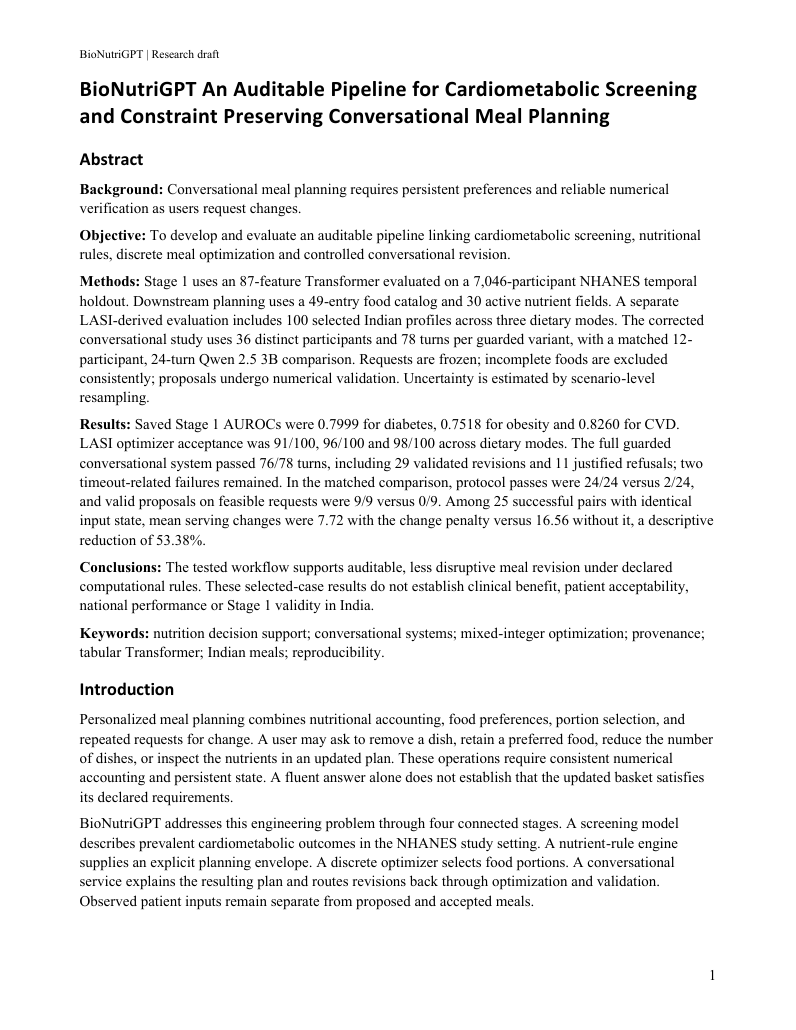 BioNutriGPT | Research draft
BioNutriGPT An Auditable Pipeline for Cardiometabolic Screening
and Constraint Preserving Conversational Meal Planning
Abstract
Background: Conversational meal planning requires persistent preferences and reliable numerical
verification as users request changes.
Objective: To develop and evaluate an auditable pipeline linking cardiometabolic screening, nutritional
rules, discrete meal optimization and controlled conversational revision.
Methods: Stage 1 uses an 87-feature Transformer evaluated on a 7,046-participant NHANES temporal
holdout. Downstream planning uses a 49-entry food catalog and 30 active nutrient fields. A separate
LASI-derived evaluation includes 100 selected Indian profiles across three dietary modes. The corrected
conversational study uses 36 distinct participants and 78 turns per guarded variant, with a matched 12-
participant, 24-turn Qwen 2.5 3B comparison. Requests are frozen; incomplete foods are excluded
consistently; proposals undergo numerical validation. Uncertainty is estimated by scenario-level
resampling.
Results: Saved Stage 1 AUROCs were 0.7999 for diabetes, 0.7518 for obesity and 0.8260 for CVD.
LASI optimizer acceptance was 91/100, 96/100 and 98/100 across dietary modes. The full guarded
conversational system passed 76/78 turns, including 29 validated revisions and 11 justified refusals; two
timeout-related failures remained. In the matched comparison, protocol passes were 24/24 versus 2/24,
and valid proposals on feasible requests were 9/9 versus 0/9. Among 25 successful pairs with identical
input state, mean serving changes were 7.72 with the change penalty versus 16.56 without it, a descriptive
reduction of 53.38%.
Conclusions: The tested workflow supports auditable, less disruptive meal revision under declared
computational rules. These selected-case results do not establish clinical benefit, patient acceptability,
national performance or Stage 1 validity in India.
Keywords: nutrition decision support; conversational systems; mixed-integer optimization; provenance;
tabular Transformer; Indian meals; reproducibility.
Introduction
Personalized meal planning combines nutritional accounting, food preferences, portion selection, and
repeated requests for change. A user may ask to remove a dish, retain a preferred food, reduce the number
of dishes, or inspect the nutrients in an updated plan. These operations require consistent numerical
accounting and persistent state. A fluent answer alone does not establish that the updated basket satisfies
its declared requirements.
BioNutriGPT addresses this engineering problem through four connected stages. A screening model
describes prevalent cardiometabolic outcomes in the NHANES study setting. A nutrient-rule engine
supplies an explicit planning envelope. A discrete optimizer selects food portions. A conversational
service explains the resulting plan and routes revisions back through optimization and validation.
Observed patient inputs remain separate from proposed and accepted meals.
1